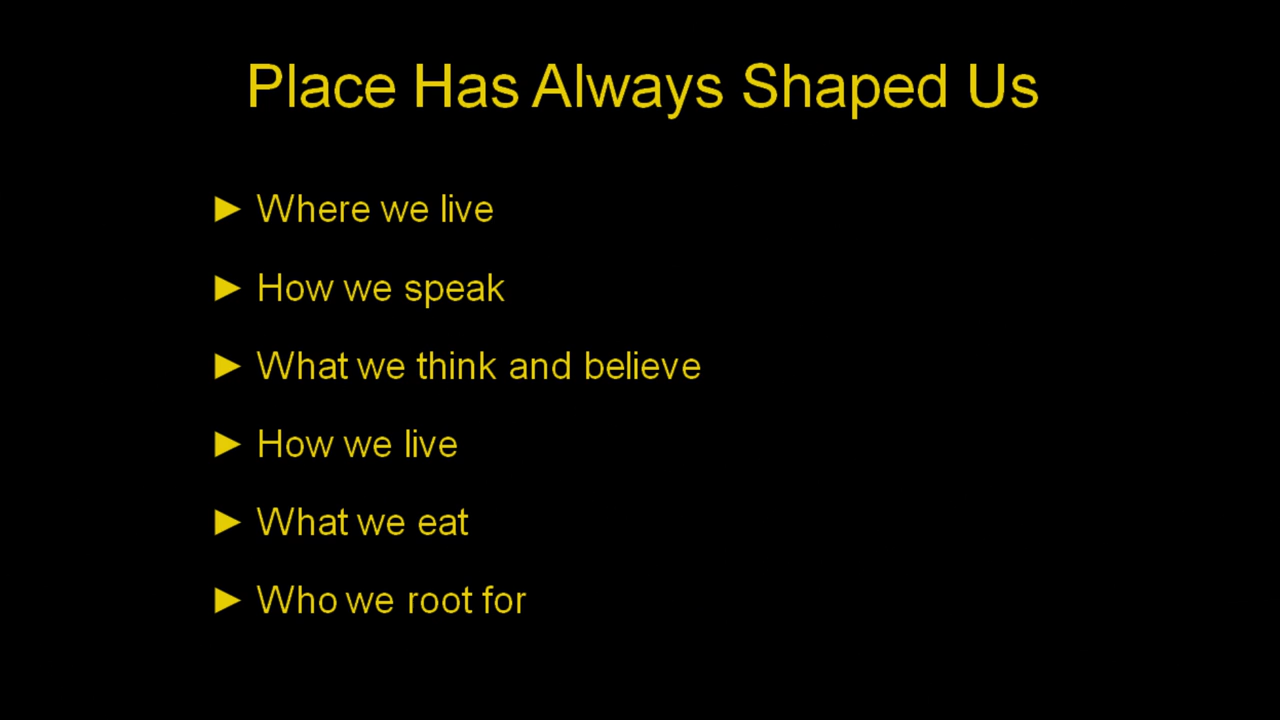 Place Has Always Shaped Us
► Where we live
► How we speak
► What we think and believe
► How we live
► What we eat
► Who we root for